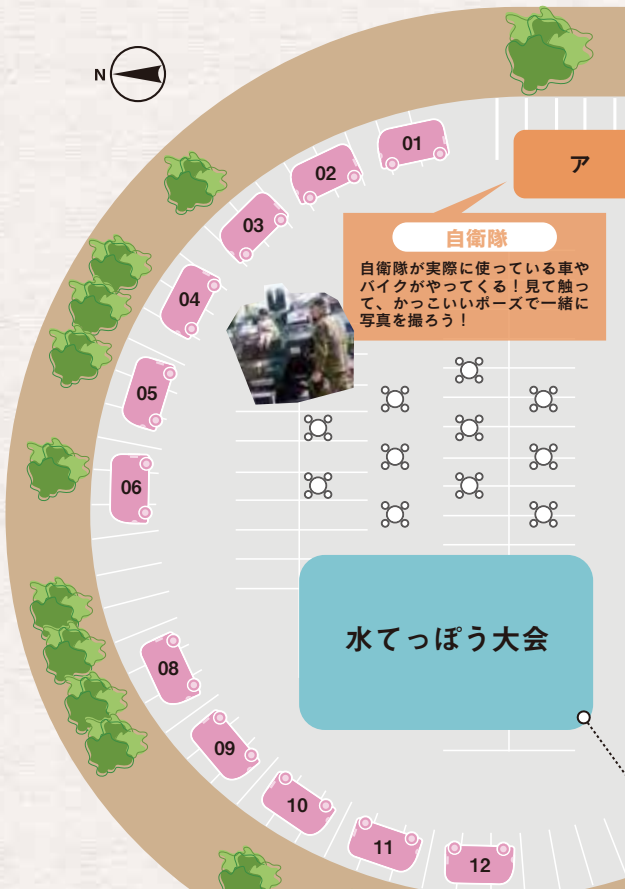 N
01
02
03
04
05
06
ア
自衛隊
自衛隊が実際に使っている車や
バイクがやってくる！見て触っ
て、かっこいいポーズで一緒に
写真を撮ろう！
水てっぽう大会
08
09
10
11
12